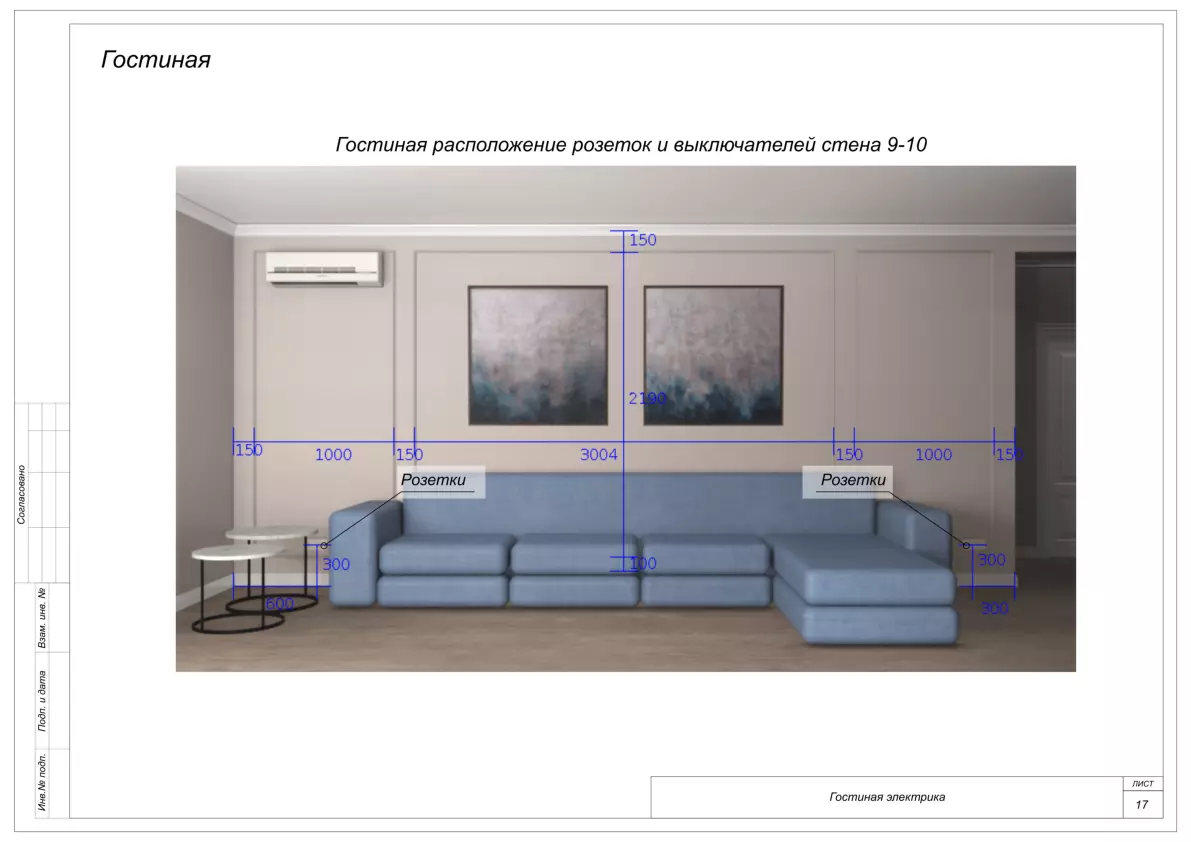 Гостиная
Гостиная расположение розеток и выключателей стена 9-10
150
2190
150 1000 150 3004 150 1000 150
Розетки Розетки
300 100 300
600 300
Согласовано
Взам. инв. №
Подп. и дата
Инв.№ подп.
Гостиная электрика
ЛИСТ
17